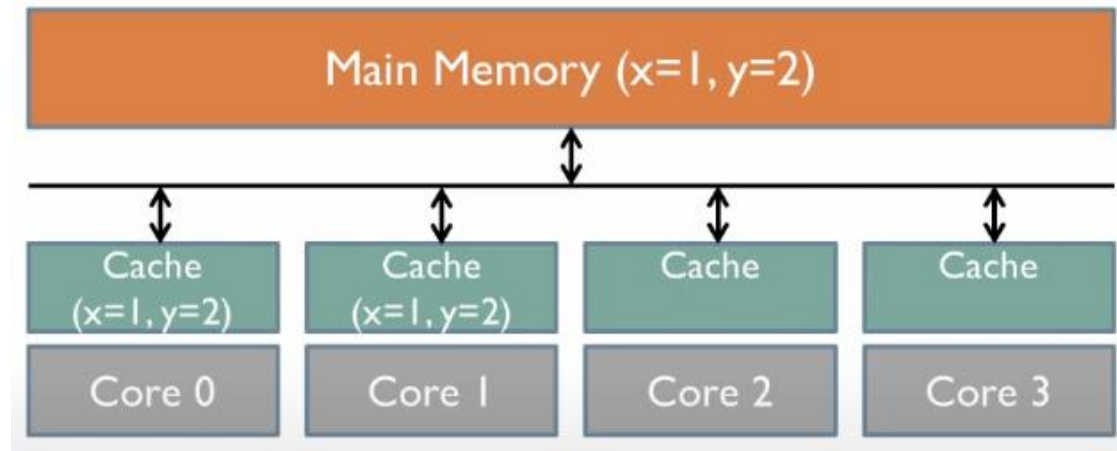 Main Memory (x=1, y=2)
Cache
(x=1, y=2)
Cache
(x=1, y=2)
Cache
Cache
Core 0
Core 1
Core 2
Core 3